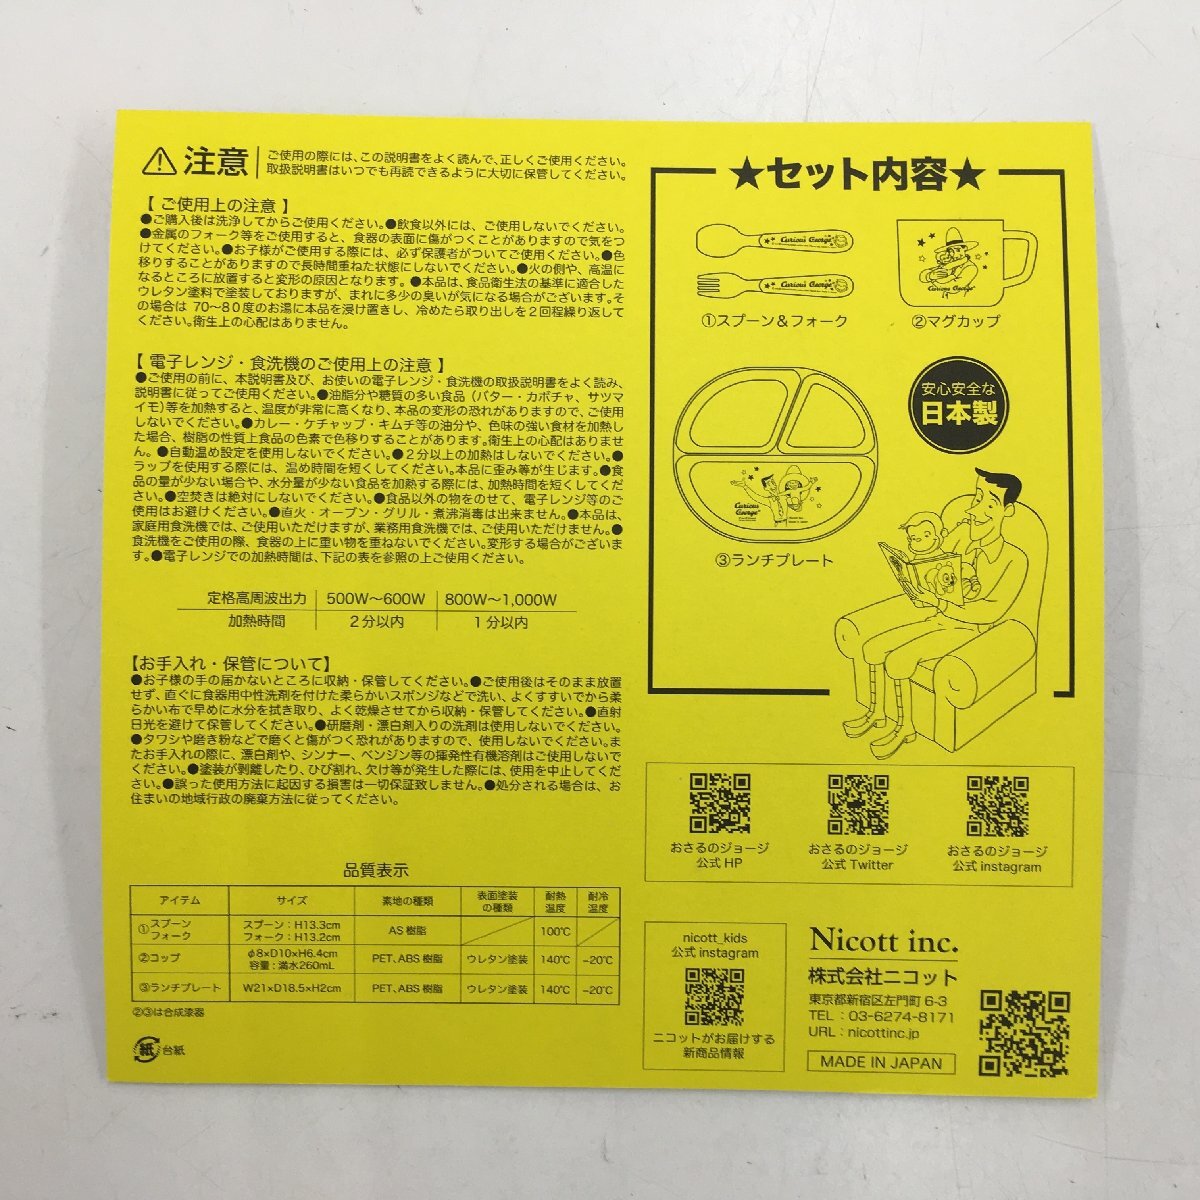 注意
ご使用の際には、この説明書をよく読んで、正しくご使用ください。
取扱説明書はいつでも再読できるように大切に保管してください。
【 ご使用上の注意 】
●ご購入後は洗浄してからご使用ください。●飲食以外には、ご使用しないでください。
●金属のフォーク等をご使用すると、食器の表面に傷がつくことがありますので気をつ
けてください。●お子様がご使用する際には、必ず保護者がついてご使用ください。●色
移りすることがありますので長時間重ねた状態にしないでください。●火の側や、高温に
なるところに放置すると変形の原因となります。●本品は、食品衛生法の基準に適合した
ウレタン塗料で塗装しておりますが、まれに多少の臭いが気になる場合がございます。そ
の場合は 70〜80度のお湯に本品を浸け置きし、冷めたら取り出しを2回程繰り返して
ください。衛生上の心配はありません。
【 電子レンジ・食洗機のご使用上の注意 】
●ご使用の前に、本説明書及び、お使いの電子レンジ・食洗機の取扱説明書をよく読み、
説明書に従ってご使用ください。●油脂分や糖質の多い食品（バター・カボチャ、サツマ
イモ）等を加熱すると、温度が非常に高くなり、本品の変形の恐れがありますので、ご使用
しないでください。●カレー・ケチャップ・キムチ等の油分や、色味の強い食材を加熱し
た場合、樹脂の性質上食品の色素で色移りすることがあります。衛生上の心配はありませ
ん。●自動温め設定を使用しないでください。●2分以上の加熱はしないでください。●
ラップを使用する際には、温め時間を短くしてください。本品に歪み等が生じます。●食
品の量が少ない場合や、水分量が少ない食品を加熱する際には、加熱時間を短くしてくだ
さい。●空焚きは絶対にしないでください。●食品以外の物をのせて、電子レンジ等のご
使用はお避けください。●直火・オーブン・グリル・煮沸消毒は出来ません。●本品は、
家庭用食洗機では、ご使用いただけますが、業務用食洗機では、ご使用いただけません。●
食洗機をご使用の際、食器の上に重い物を重ねないでください。変形する場合がございま
す。●電子レンジでの加熱時間は、下記の表を参照の上ご使用ください。
定格高周波出力 500W〜600W 800W〜1,000W
加熱時間 2分以内 1分以内
【お手入れ・保管について】
●お子様の手の届かないところに収納・保管してください。●ご使用後はそのまま放置
せず、直ぐに食器用中性洗剤を付けた柔らかいスポンジなどで洗い、よくすすいでから柔
らかい布で早めに水分を拭き取り、よく乾燥させてから収納・保管してください。●直射
日光を避けて保管してください。●研磨剤・漂白剤入りの洗剤は使用しないでください。
●タワシや磨き粉などで磨くと傷がつく恐れがありますので、使用しないでください。ま
たお手入れの際に、漂白剤や、シンナー、ベンジン等の揮発性有機溶剤はご使用しないで
ください。●塗装が剥離したり、ひび割れ、欠け等が発生した際には、使用を中止してくだ
さい。●誤った使用方法に起因する損害は一切保証致しません。●処分される場合は、お
住まいの地域行政の廃棄方法に従ってください。
品質表示
アイテム サイズ 素地の種類 表面塗装の種類 耐熱温度 耐冷温度
①スプーン フォーク スプーン：H13.3cm フォーク：H13.2cm AS樹脂 100℃
②コップ φ8×D10×H6.4cm 容量：満水260mL PET、ABS樹脂 ウレタン塗装 140℃ −20℃
③ランチプレート W21×D18.5×H2cm PET、ABS樹脂 ウレタン塗装 140℃ −20℃
②③は合成漆器
紙 台紙
★セット内容★
Curious George
Curious George
Curious George
①スプーン＆フォーク
②マグカップ
安心安全な
日本製
Curious
George
③ランチプレート
おさるのジョージ
公式 HP
おさるのジョージ
公式 Twitter
おさるのジョージ
公式 instagram
nicott_kids
公式 instagram
ニコットがお届けする
新商品情報
Nicott inc.
株式会社ニコット
東京都新宿区左門町 6-3
TEL：03-6274-8171
URL：nicottinc.jp
MADE IN JAPAN